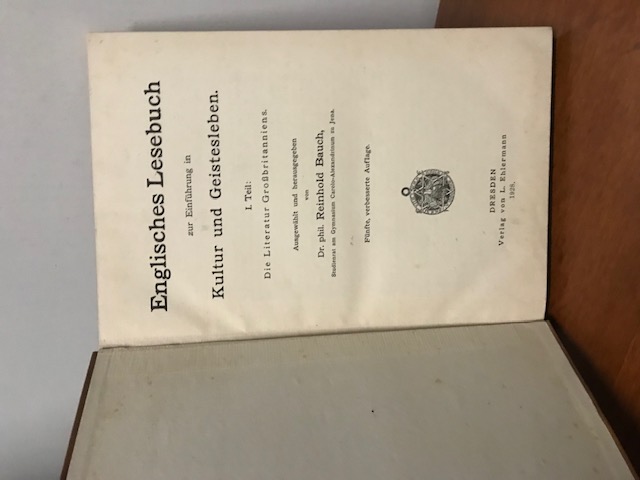 Englisches Lesebuch
zur Einführung in
Kultur und Geistesleben.
I. Teil:
Die Literatur Großbritanniens.
Ausgewählt und herausgegeben
von
Dr. phil. Reinhold Bauch,
Studienrat am Gymnasium Carolo-Alexandrinum zu Jena.
Fünfte, verbesserte Auflage.
DRESDEN
Verlag von L. Ehlermann
1928.